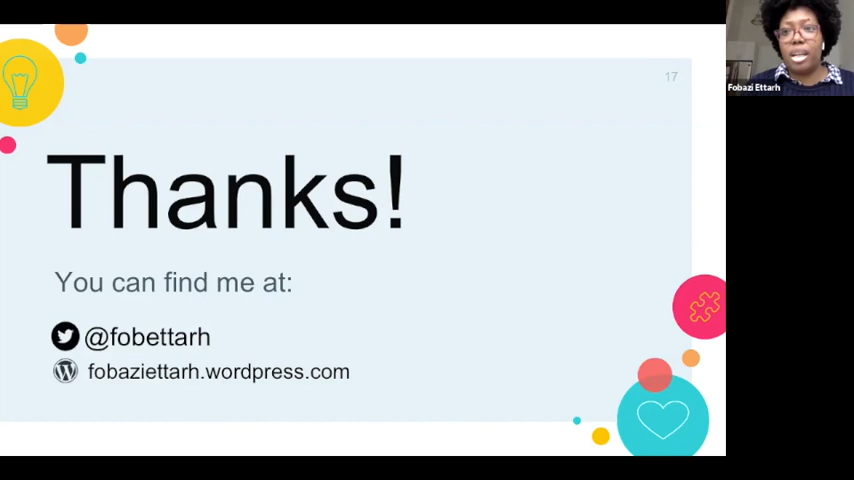 17
Fobazi Ettarh
Thanks!
You can find me at:
@fobettarh
fobaziettarh.wordpress.com